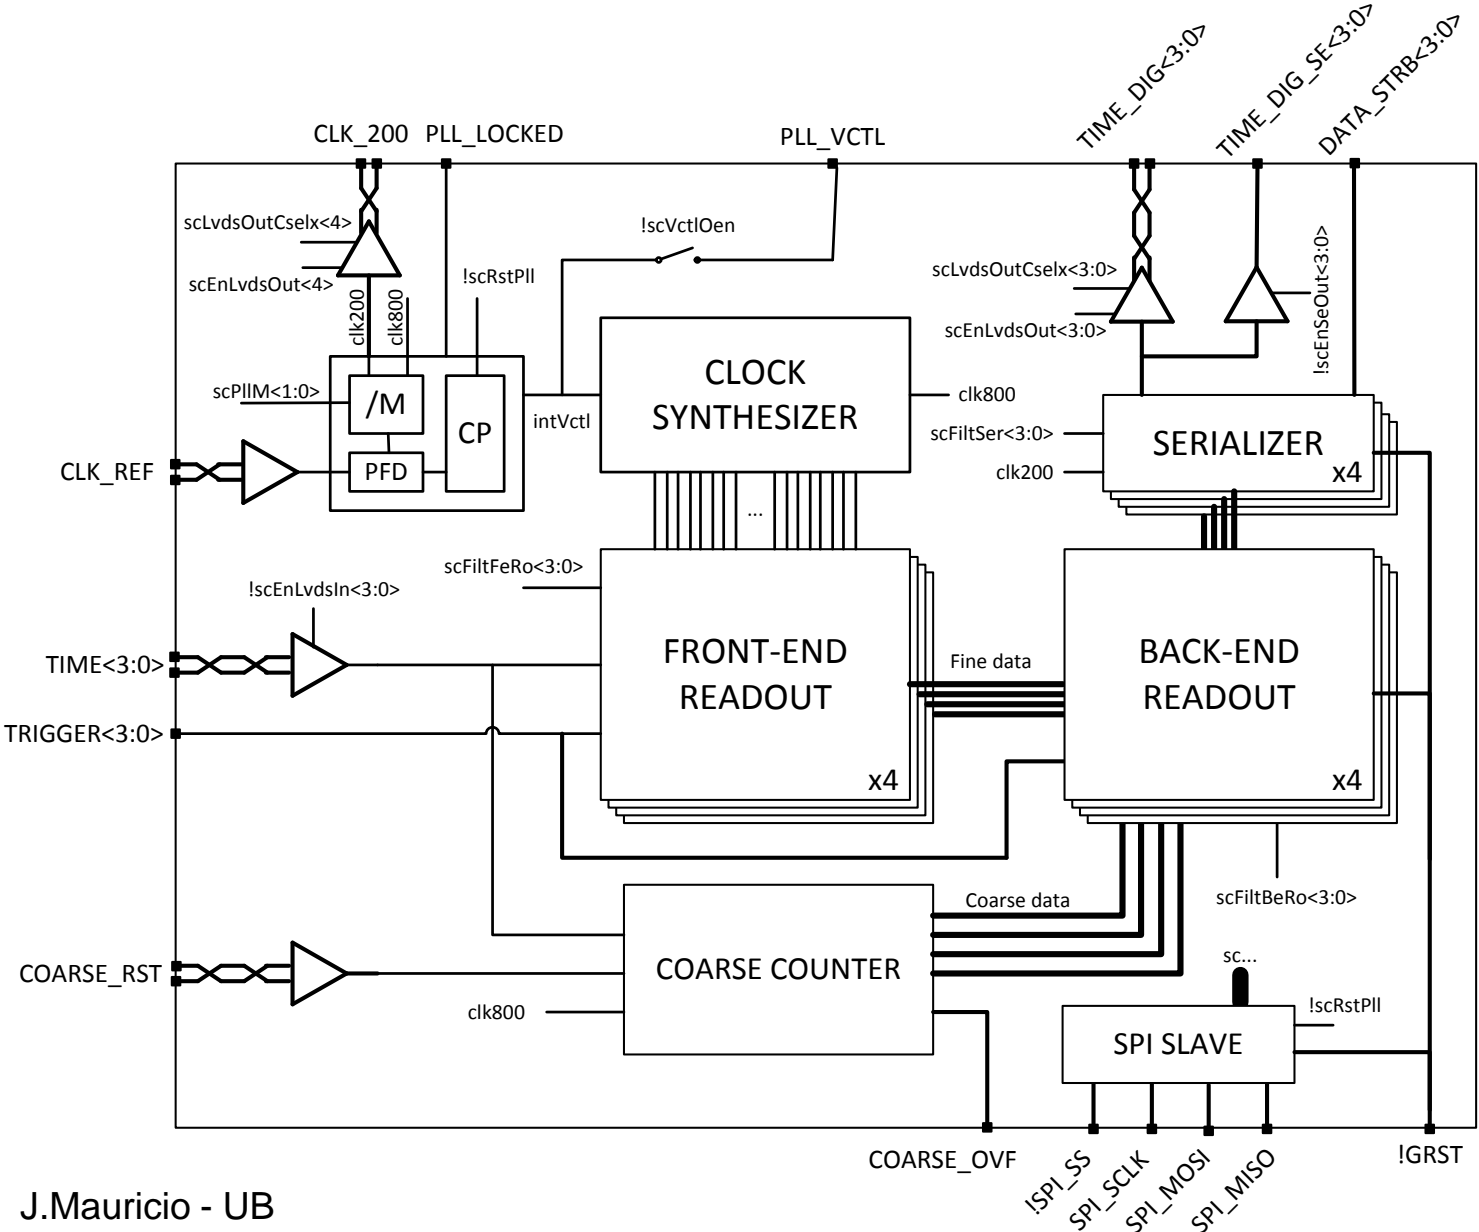 TIME_DIG<3:0>
TIME_DIG_SE<3:0>
DATA_STRB<3:0>
CLK_200
PLL_LOCKED
PLL_VCTL
scLvdsOutCselx<4>
!scVctlOen
!scEnSeOut<3:0>
scLvdsOutCselx<3:0>
scEnLvdsOut<4>
!scRstPll
clk200
clk800
scEnLvdsOut<3:0>
CLOCK
SYNTHESIZER
scPllM<1:0>
/M
CP
intVctl
clk800
scFiltSer<3:0>
SERIALIZER
x4
CLK_REF
PFD
clk200
...
scFiltFeRo<3:0>
!scEnLvdsIn<3:0>
TIME<3:0>
FRONT-END
READOUT
x4
Fine data
BACK-END
READOUT
x4
TRIGGER<3:0>
scFiltBeRo<3:0>
Coarse data
COARSE_RST
COARSE COUNTER
clk800
sc...
!scRstPll
SPI SLAVE
COARSE_OVF
!SPI_SS
SPI_SCLK
SPI_MOSI
SPI_MISO
!GRST
J.Mauricio - UB